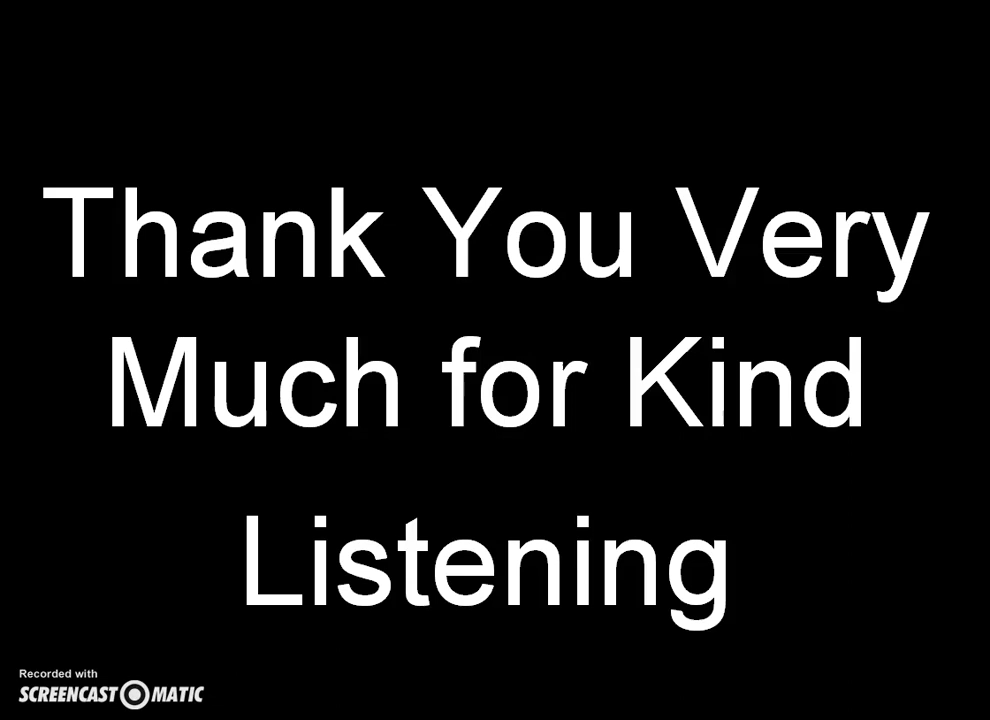 Thank You Very
Much for Kind
Listening
Recorded with
SCREENCAST MATIC